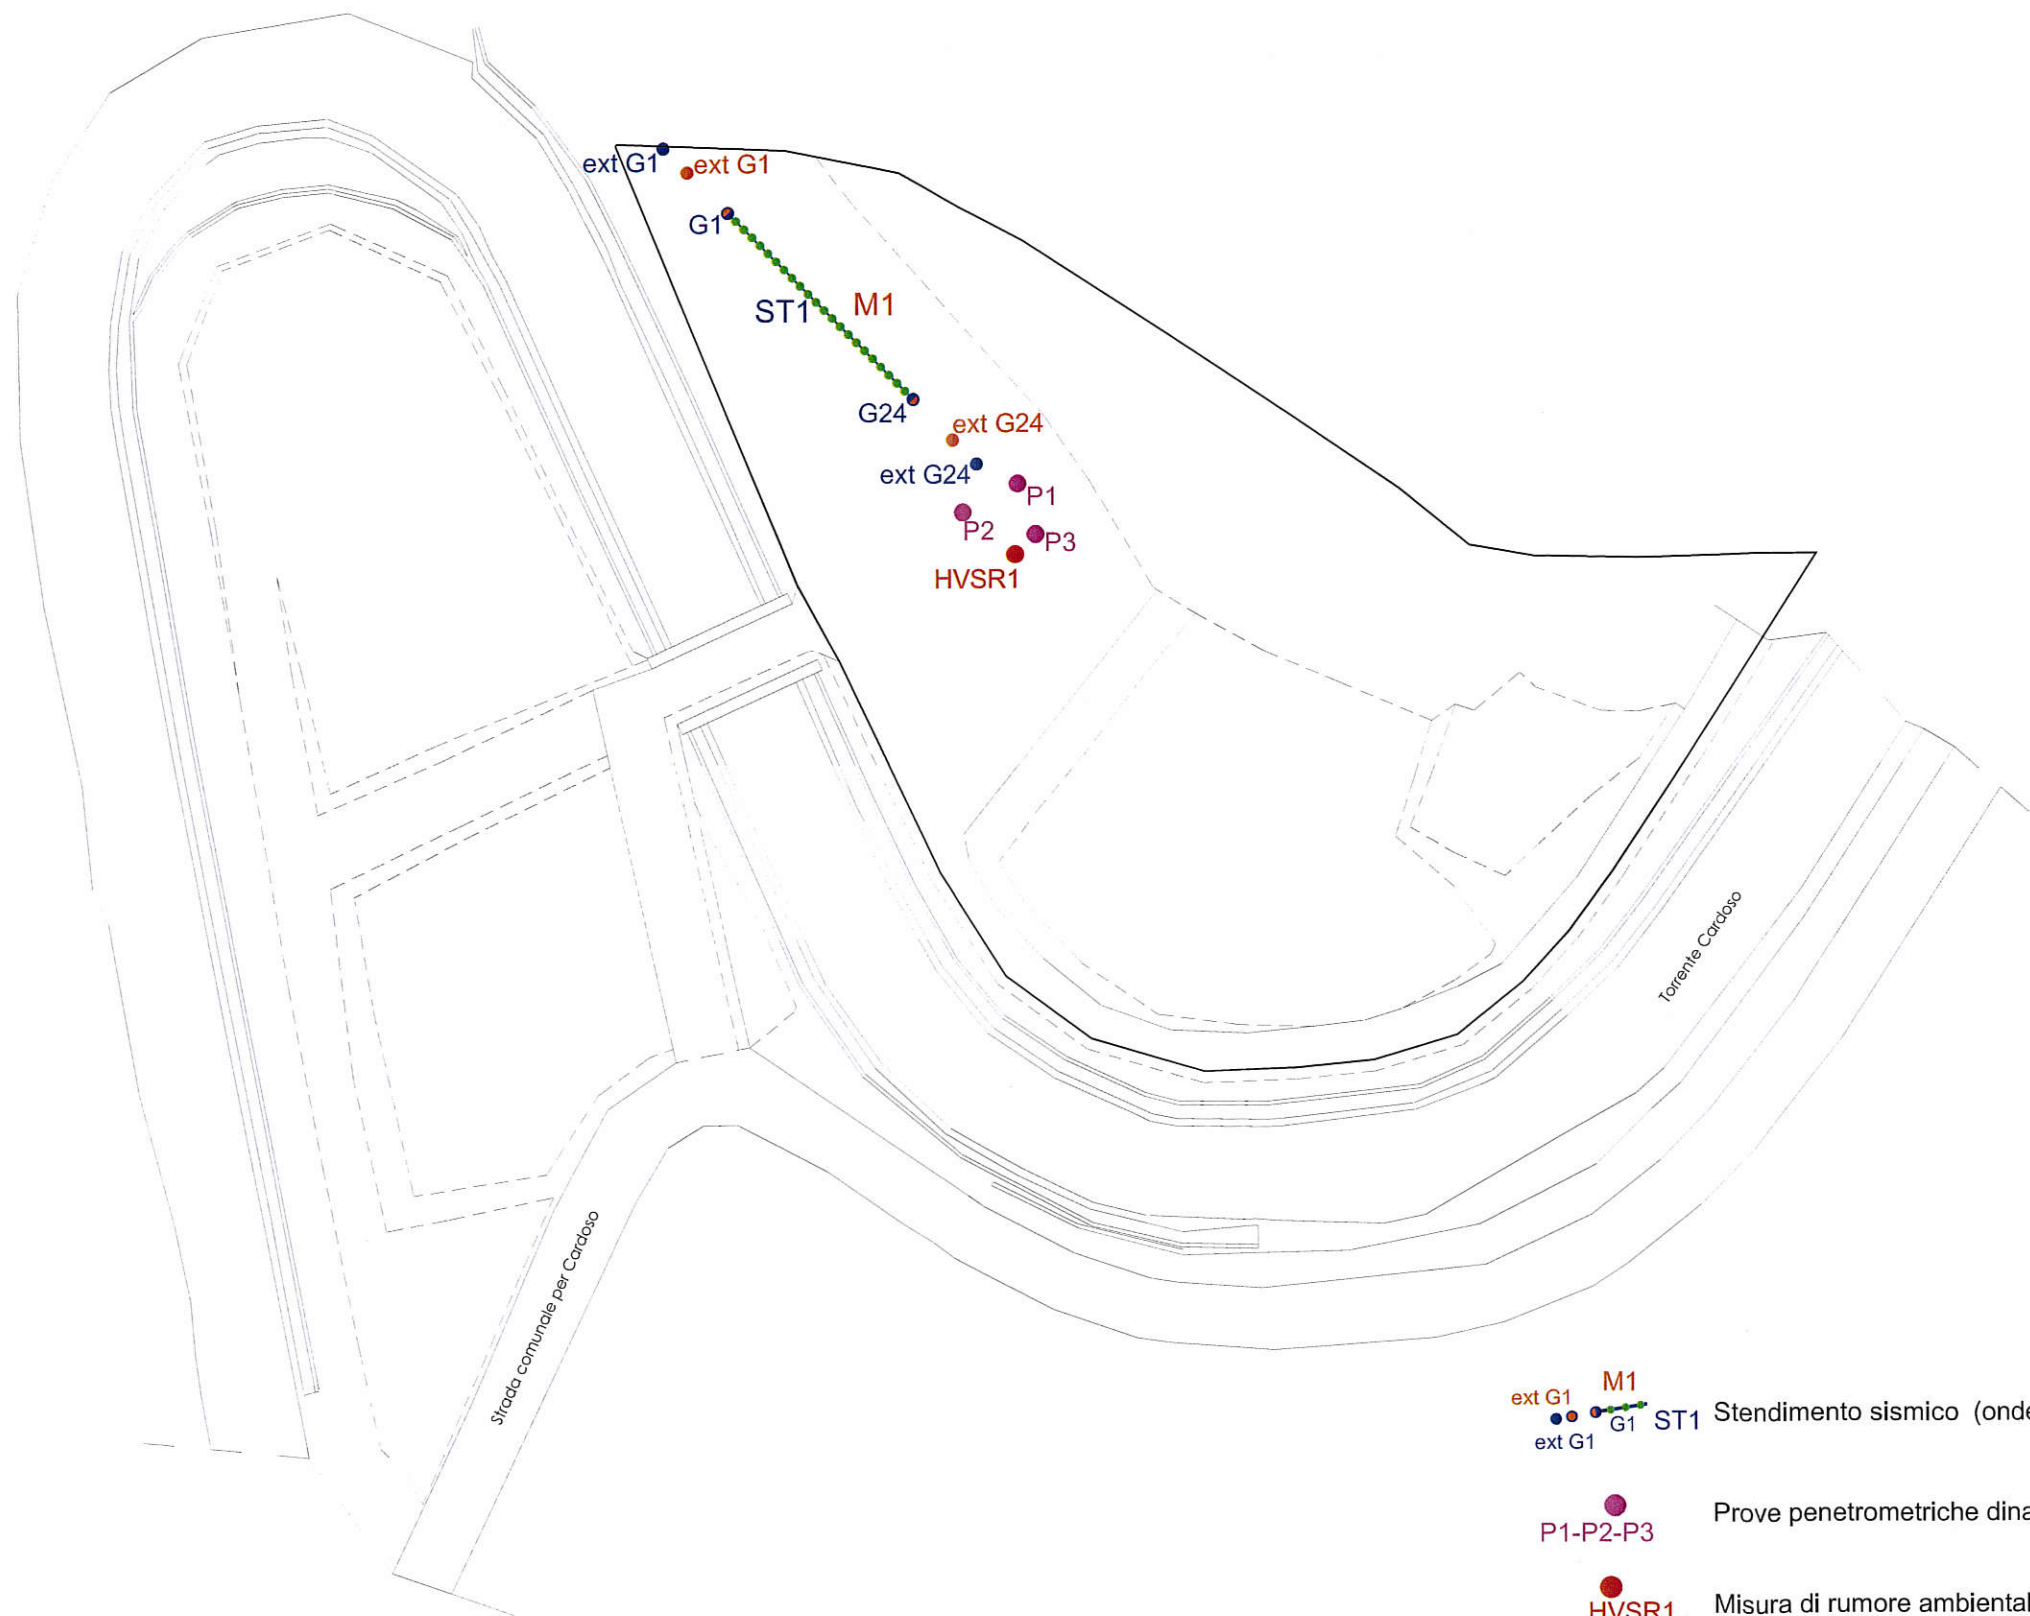 ext G1
ext G1
G1
ST1
M1
G24
ext G24
ext G24
P1
P2
P3
HVSR1
Torrente Cardoso
Strada comunale per Cardoso
ext G1
M1
G1
ST1
ext G1
Stendimento sismico (onde
P1-P2-P3
Prove penetrometriche dina
HVSR1
Misura di rumore ambiental